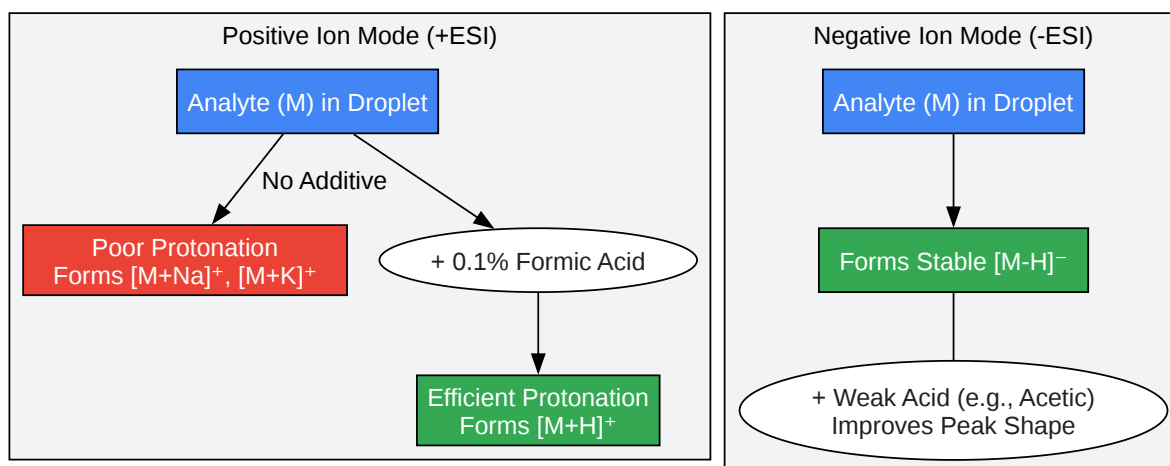 Positive Ion Mode (+ESI)
Analyte (M) in Droplet
No Additive
Poor Protonation
Forms [M+Na]⁺, [M+K]⁺
+ 0.1% Formic Acid
Efficient Protonation
Forms [M+H]⁺
Negative Ion Mode (-ESI)
Analyte (M) in Droplet
Forms Stable [M-H]⁻
+ Weak Acid (e.g., Acetic)
Improves Peak Shape